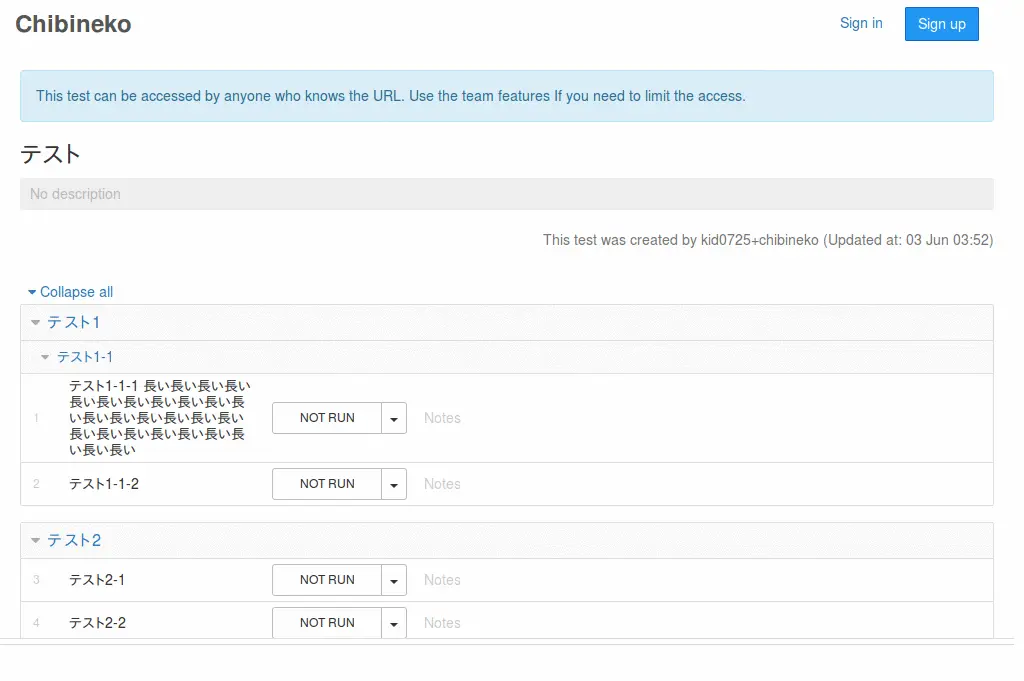 Chibineko
Sign in
Sign up
This test can be accessed by anyone who knows the URL. Use the team features If you need to limit the access.
テスト
No description
This test was created by kid0725+chibineko (Updated at: 03 Jun 03:52)
Collapse all
テスト1
テスト1-1
1
テスト1-1-1 長い長い長い長い
長い長い長い長い長い長い長
い長い長い長い長い長い長い
長い長い長い長い長い長い長
い長い長い
NOT RUN
Notes
2
テスト1-1-2
NOT RUN
Notes
テスト2
3
テスト2-1
NOT RUN
Notes
4
テスト2-2
NOT RUN
Notes